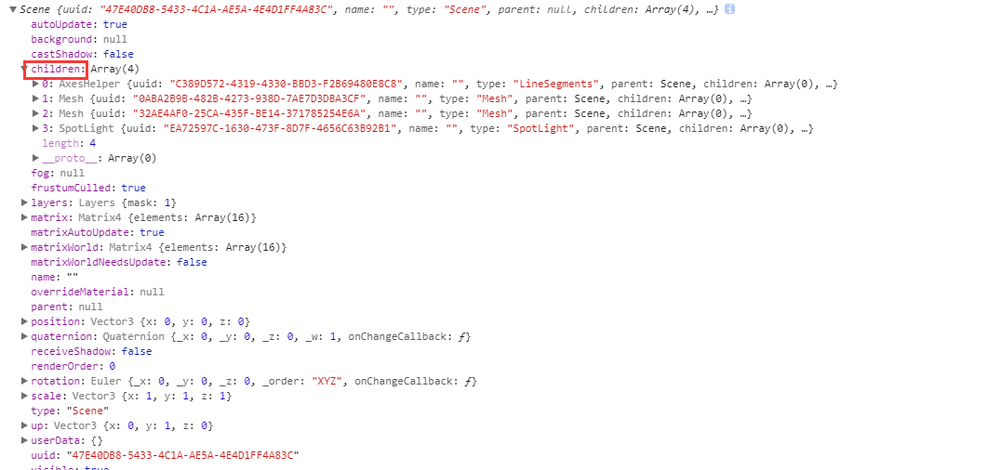 Scene {uuid: "47E40DB8-5433-4C1A-AE5A-4E4D1FF4A83C", name: "", type: "Scene", parent: null, children: Array(4), …} i
autoUpdate: true
background: null
castShadow: false
children: Array(4)
0: AxesHelper {uuid: "C389D572-4319-4330-BBD3-F2B69480E8C8", name: "", type: "LineSegments", parent: Scene, children: Array(0), …}
1: Mesh {uuid: "0ABA2B9B-482B-4273-938D-7AE7D3DBA3CF", name: "", type: "Mesh", parent: Scene, children: Array(0), …}
2: Mesh {uuid: "32AE4AF0-25CA-435F-BE14-371785254E6A", name: "", type: "Mesh", parent: Scene, children: Array(0), …}
3: SpotLight {uuid: "EA72597C-1630-473F-8D7F-4656C63B92B1", name: "", type: "SpotLight", parent: Scene, children: Array(0), …}
length: 4
__proto__: Array(0)
fog: null
frustumCulled: true
layers: Layers {mask: 1}
matrix: Matrix4 {elements: Array(16)}
matrixAutoUpdate: true
matrixWorld: Matrix4 {elements: Array(16)}
matrixWorldNeedsUpdate: false
name: ""
overrideMaterial: null
parent: null
position: Vector3 {x: 0, y: 0, z: 0}
quaternion: Quaternion {_x: 0, _y: 0, _z: 0, _w: 1, onChangeCallback: ƒ}
receiveShadow: false
renderOrder: 0
rotation: Euler {_x: 0, _y: 0, _z: 0, _order: "XYZ", onChangeCallback: ƒ}
scale: Vector3 {x: 1, y: 1, z: 1}
type: "Scene"
up: Vector3 {x: 0, y: 1, z: 0}
userData: {}
uuid: "47E40DB8-5433-4C1A-AE5A-4E4D1FF4A83C"
visible: true